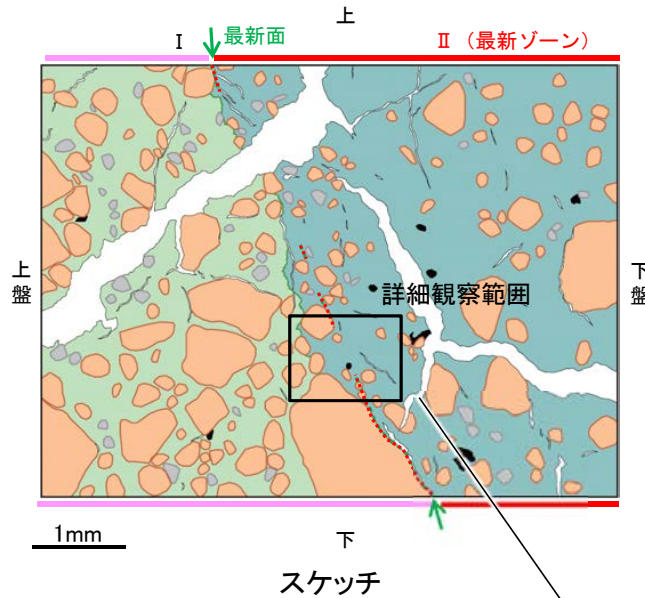 上
I 最新面 II (最新ゾーン)
上盤
下盤
詳細観察範囲
1mm
下
スケッチ